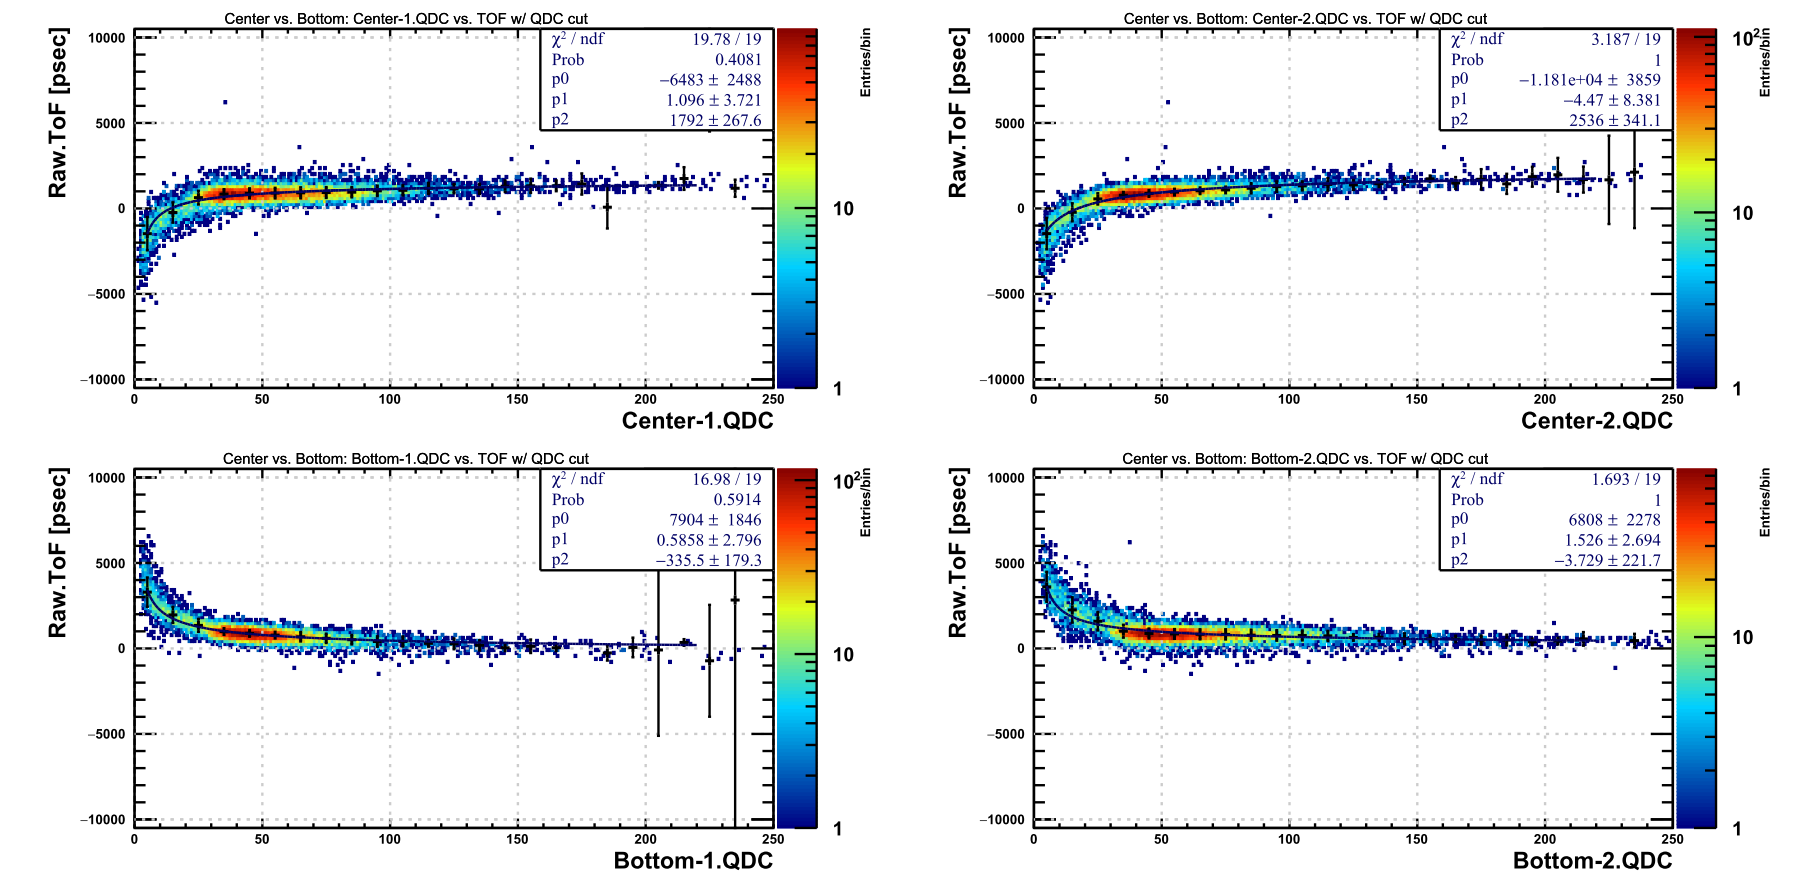 Center vs. Bottom: Center-1.QDC vs. TOF w/ QDC cut
Raw.ToF [psec]
10000
5000
0
−5000
−10000
0 50 100 150 200 250
Center-1.QDC
χ² / ndf 19.78 / 19
Prob 0.4081
p0 −6483 ± 2488
p1 1.096 ± 3.721
p2 1792 ± 267.6
Entries/bin
10
1
Center vs. Bottom: Center-2.QDC vs. TOF w/ QDC cut
Raw.ToF [psec]
10000
5000
0
−5000
−10000
0 50 100 150 200 250
Center-2.QDC
χ² / ndf 3.187 / 19
Prob 1
p0 −1.181e+04 ± 3859
p1 −4.47 ± 8.381
p2 2536 ± 341.1
Entries/bin
10²
10
1
Center vs. Bottom: Bottom-1.QDC vs. TOF w/ QDC cut
Raw.ToF [psec]
10000
5000
0
−5000
−10000
0 50 100 150 200 250
Bottom-1.QDC
χ² / ndf 16.98 / 19
Prob 0.5914
p0 7904 ± 1846
p1 0.5858 ± 2.796
p2 −335.5 ± 179.3
Entries/bin
10²
10
1
Center vs. Bottom: Bottom-2.QDC vs. TOF w/ QDC cut
Raw.ToF [psec]
10000
5000
0
−5000
−10000
0 50 100 150 200 250
Bottom-2.QDC
χ² / ndf 1.693 / 19
Prob 1
p0 6808 ± 2278
p1 1.526 ± 2.694
p2 −3.729 ± 221.7
Entries/bin
10
1